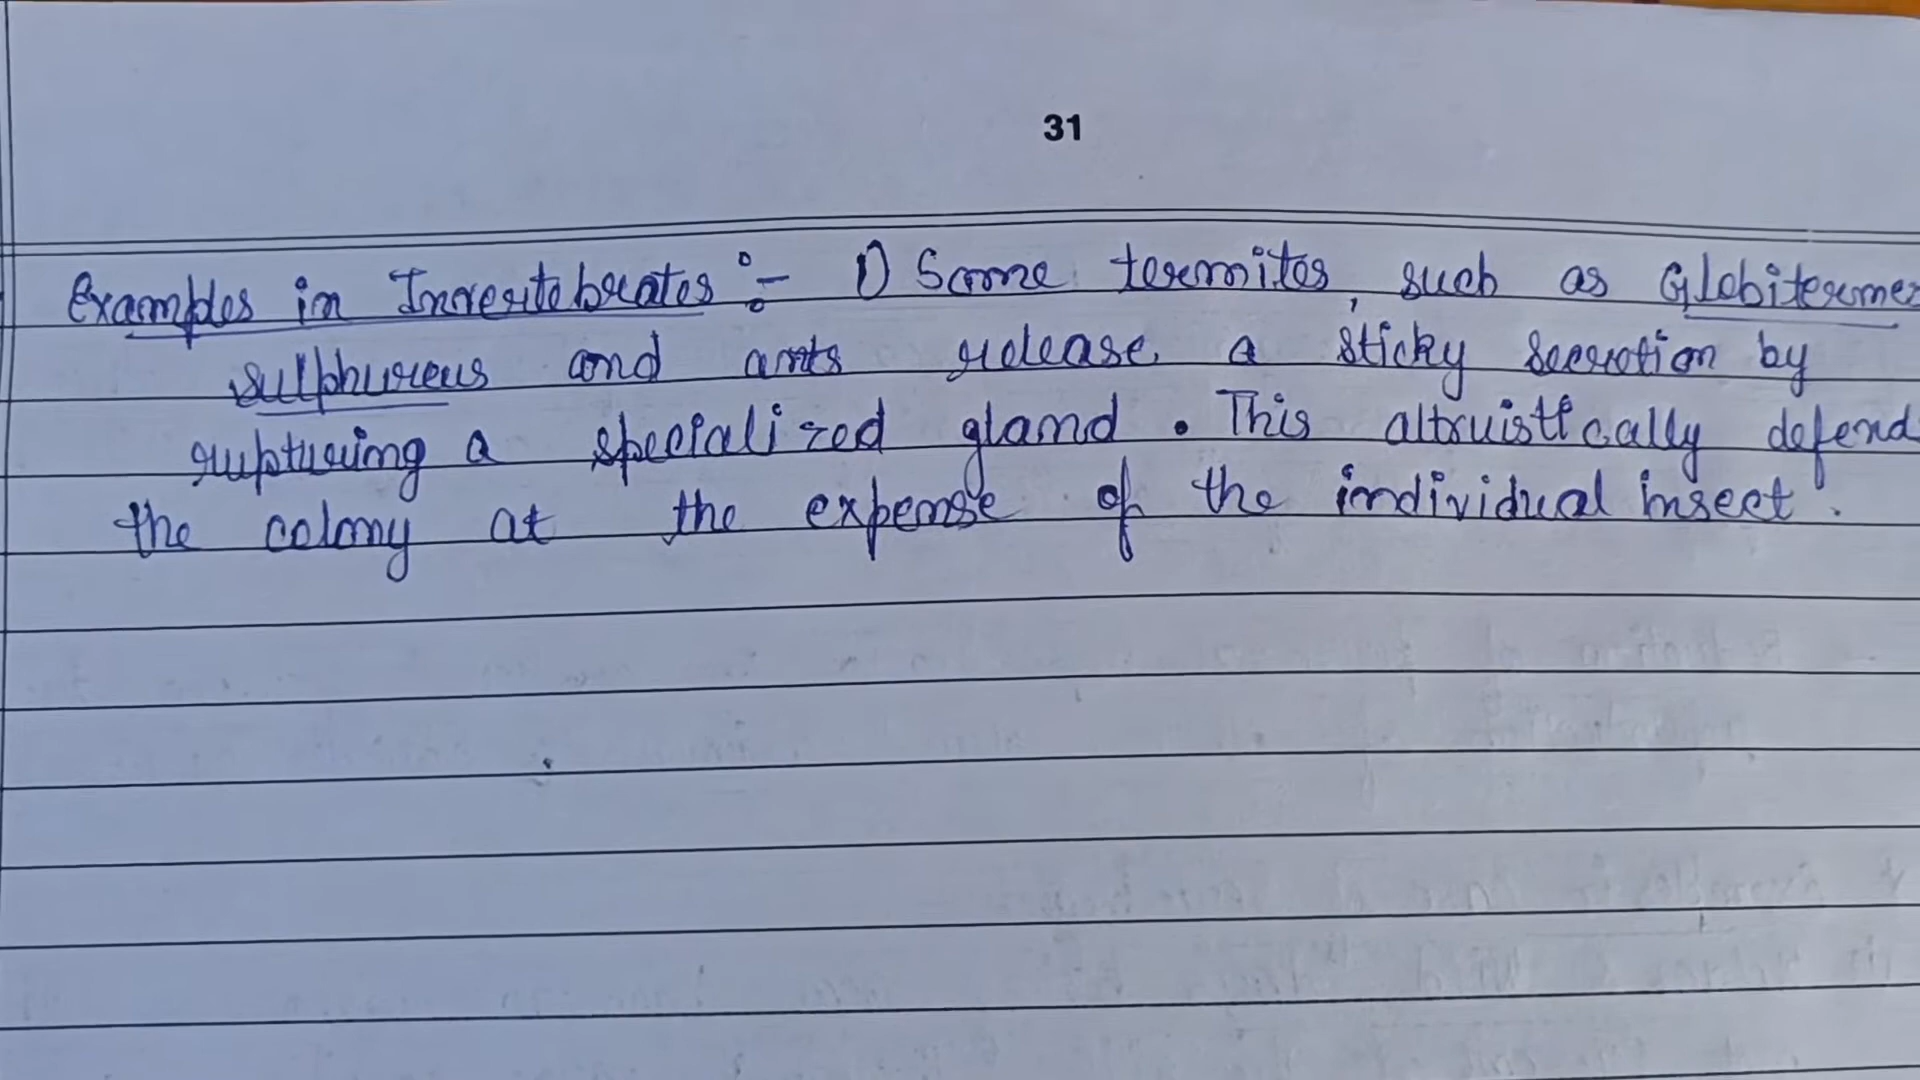 31
Examples in Invertebrates :- 1) Some termites, such as Globitermes
sulphureus and ants release a sticky secretion by
rupturing a specialized gland. This altruistically defend
the colony at the expense of the individual insect.